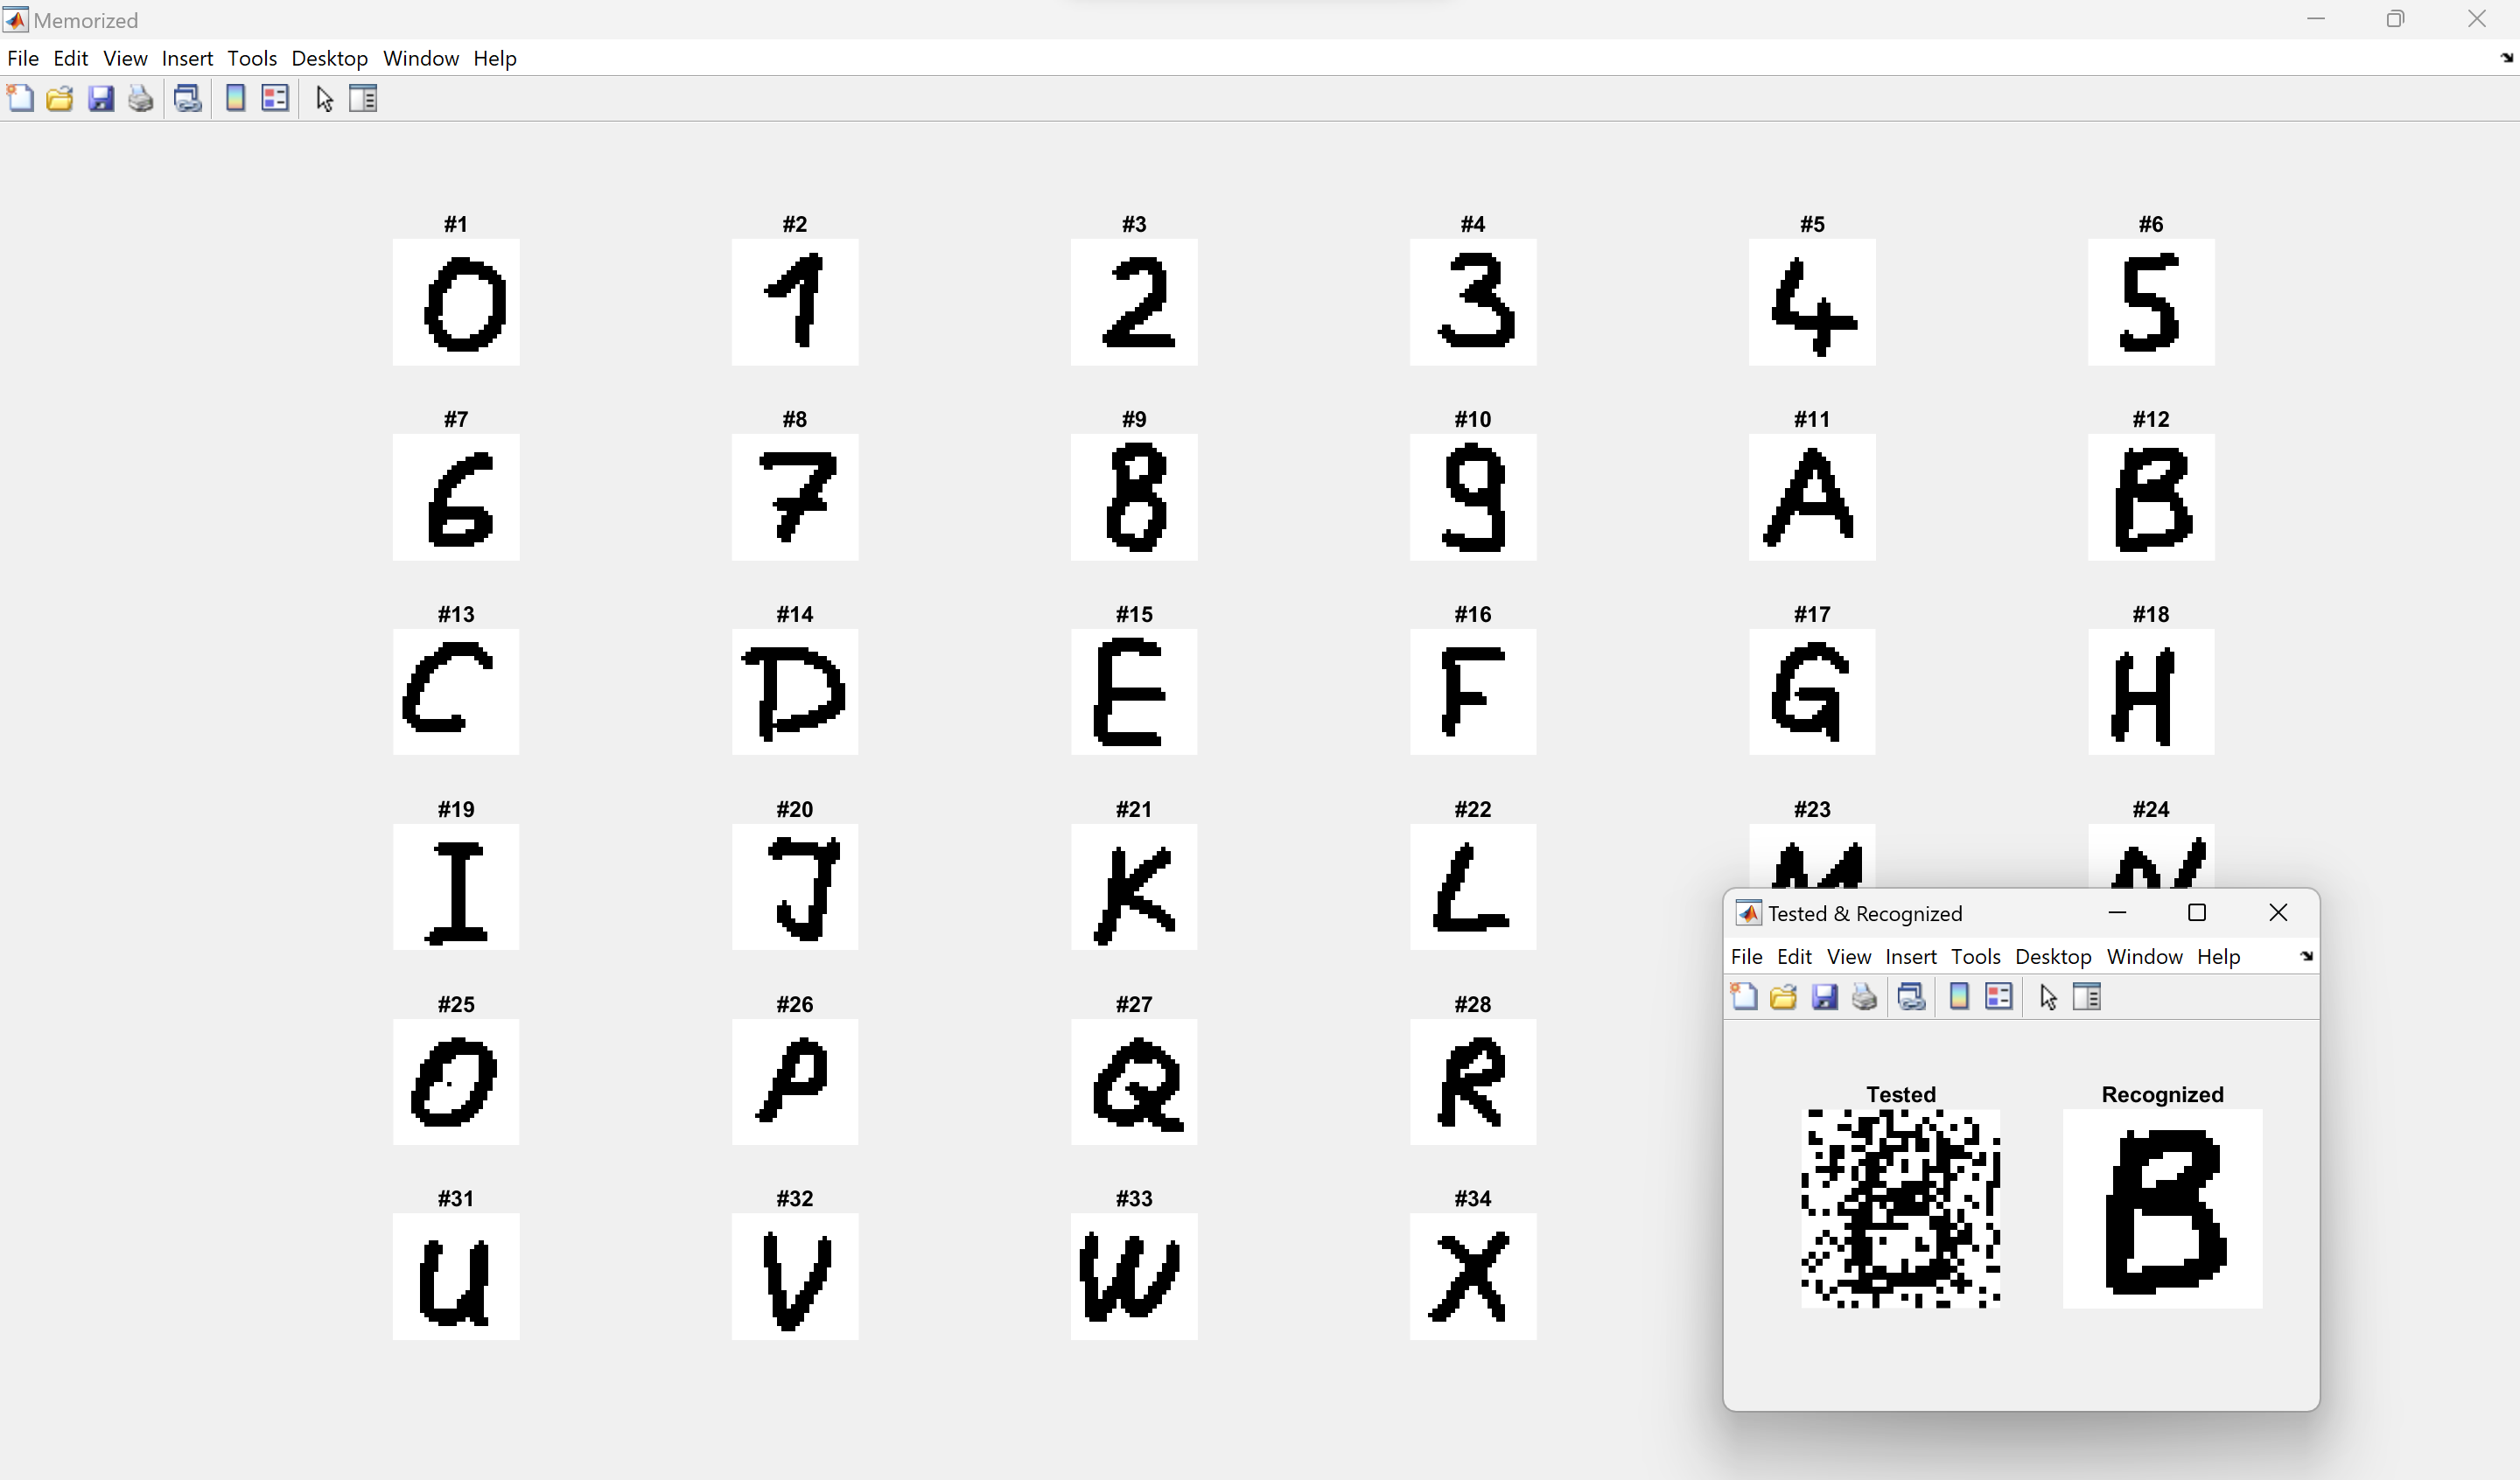 Memorized
File Edit View Insert Tools Desktop Window Help
#1 #2 #3 #4 #5 #6
0 1 2 3 4 5
#7 #8 #9 #10 #11 #12
6 7 8 9 A B
#13 #14 #15 #16 #17 #18
C D E F G H
#19 #20 #21 #22 #23 #24
I J K L M N
Tested & Recognized
File Edit View Insert Tools Desktop Window Help
#25 #26 #27 #28
O P Q R
Tested Recognized
B B
#31 #32 #33 #34
U V W X